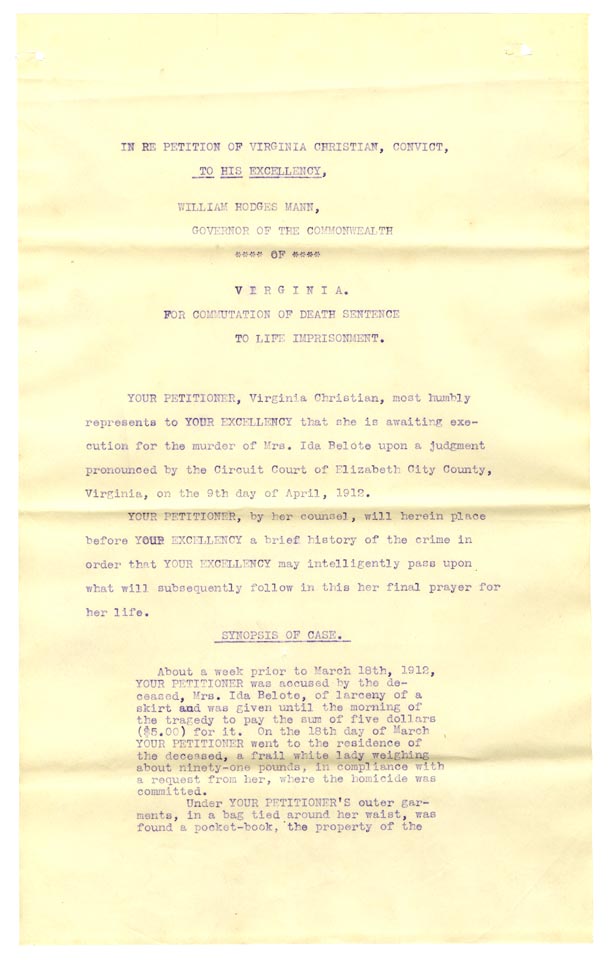 IN RE PETITION OF VIRGINIA CHRISTIAN, CONVICT,
TO HIS EXCELLENCY,
WILLIAM HODGES MANN,
GOVERNOR OF THE COMMONWEALTH
**** OF ****
V I R G I N I A.
FOR COMMUTATION OF DEATH SENTENCE
TO LIFE IMPRISONMENT.
YOUR PETITIONER, Virginia Christian, most humbly
represents to YOUR EXCELLENCY that she is awaiting exe-
cution for the murder of Mrs. Ida Belote upon a judgment
pronounced by the Circuit Court of Elizabeth City County,
Virginia, on the 9th day of April, 1912.
YOUR PETITIONER, by her counsel, will herein place
before YOUR EXCELLENCY a brief history of the crime in
order that YOUR EXCELLENCY may intelligently pass upon
what will subsequently follow in this her final prayer for
her life.
SYNOPSIS OF CASE.
About a week prior to March 18th, 1912,
YOUR PETITIONER was accused by the de-
ceased, Mrs. Ida Belote, of larceny of a
skirt and was given until the morning of
the tragedy to pay the sum of five dollars
($5.00) for it. On the 18th day of March
YOUR PETITIONER went to the residence of
the deceased, a frail white lady weighing
about ninety-one pounds, in compliance with
a request from her, where the homicide was
committed.
Under YOUR PETITIONER'S outer gar-
ments, in a bag tied around her waist, was
found a pocket-book, the property of the